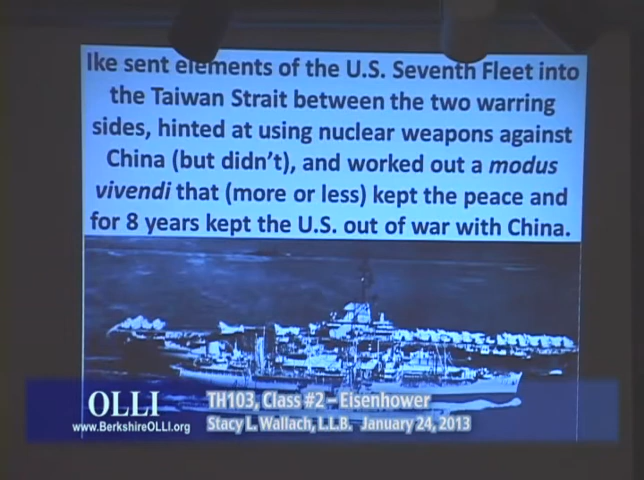 Ike sent elements of the U.S. Seventh Fleet into
the Taiwan Strait between the two warring
sides, hinted at using nuclear weapons against
China (but didn't), and worked out a modus
vivendi that (more or less) kept the peace and
for 8 years kept the U.S. out of war with China.
OLLI
www.BerkshireOLLI.org
TH103, Class #2 – Eisenhower
Stacy L. Wallach, L.L.B. January 24, 2013